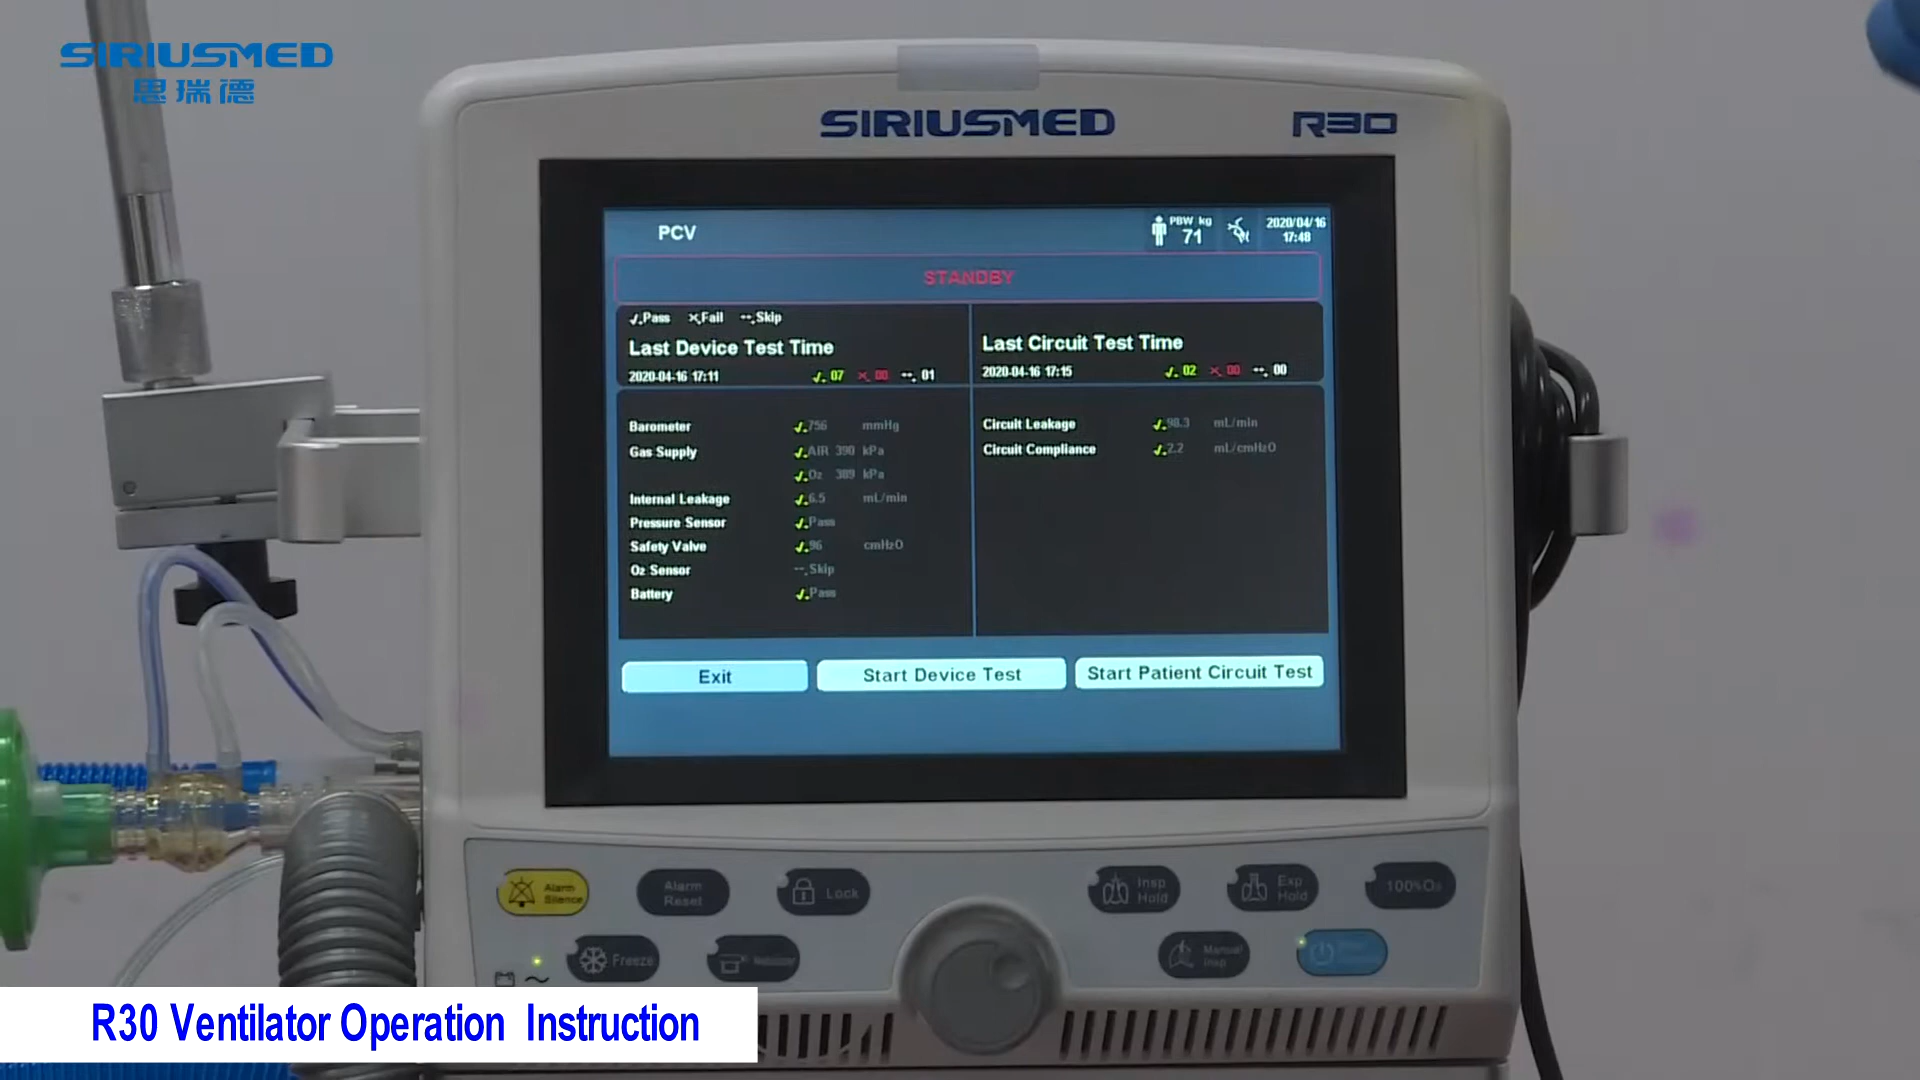 SIRIUSMED
思瑞德
SIRIUSMED R30
PCV PBW kg 71 2020/04/16 17:48
STANDBY
Pass Fail --Skip
Last Device Test Time
2020-04-16 17:11 07 00 --. 01
Barometer 756 mmHg
Gas Supply AIR 390 kPa
O2 389 kPa
Internal Leakage 6.5 mL/min
Pressure Sensor Pass
Safety Valve 96 cmH2O
O2 Sensor --.Skip
Battery Pass
Last Circuit Test Time
2020-04-16 17:15 02 00 --. 00
Circuit Leakage 98.3 mL/min
Circuit Compliance 2.2 mL/cmH2O
Exit Start Device Test Start Patient Circuit Test
Alarm Silence
Alarm Reset
Lock
Insp Hold
Exp Hold
100%O2
Freeze
Manual Insp
R30 Ventilator Operation Instruction